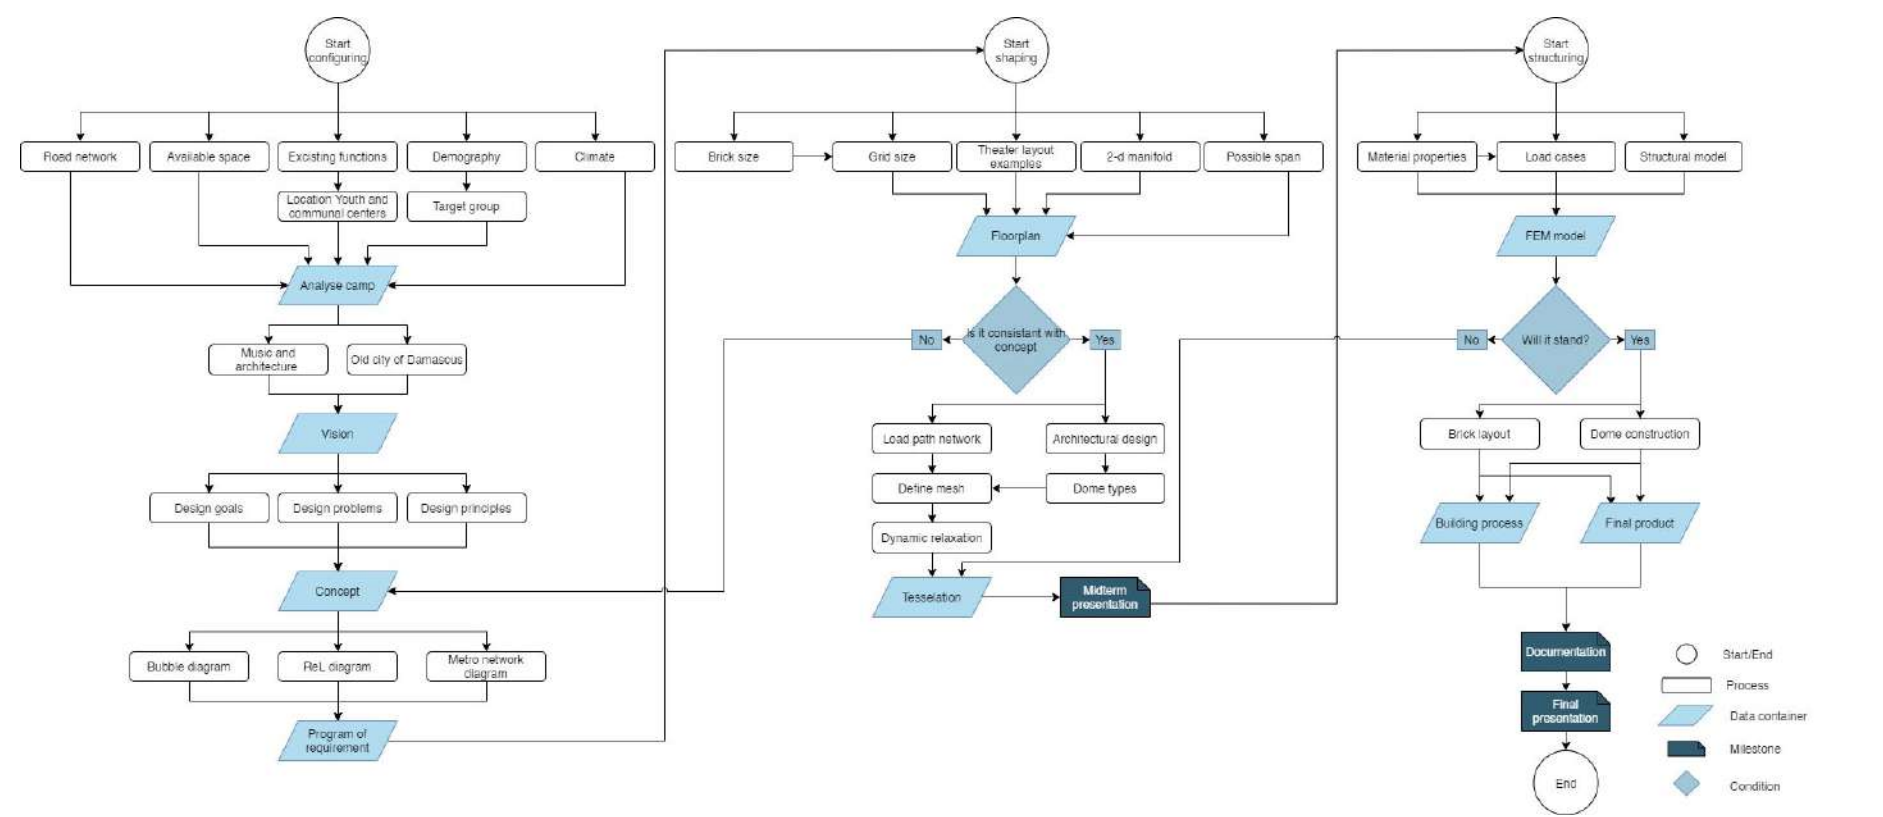 Start
configuring
Start
shaping
Start
structuring
Road network
Available space
Excisting functions
Demography
Climate
Brick size
Grid size
Theater layout
examples
2-d manifold
Possible span
Material properties
Load cases
Structural model
Location Youth and
communal centers
Target group
Floorplan
FEM model
Analyse camp
No
Is it consistant with
concept
Yes
No
Will it stand?
Yes
Music and
architecture
Old city of Damascus
Vision
Load path network
Architectural design
Brick layout
Dome construction
Design goals
Design problems
Design principles
Define mesh
Dome types
Building process
Final product
Dynamic relaxation
Concept
Tesselation
Midterm
presentation
Bubble diagram
ReL diagram
Metro network
diagram
Documentation
Start/End
Process
Final
presentation
Data container
Program of
requirement
Milestone
End
Condition